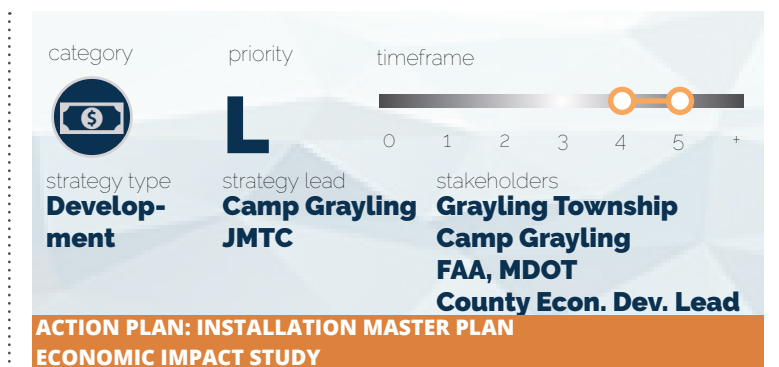 category
priority
timeframe
$
L
0 1 2 3 4 5 +
strategy type
Develop-
ment
strategy lead
Camp Grayling
JMTC
stakeholders
Grayling Township
Camp Grayling
FAA, MDOT
County Econ. Dev. Lead
ACTION PLAN: INSTALLATION MASTER PLAN
ECONOMIC IMPACT STUDY